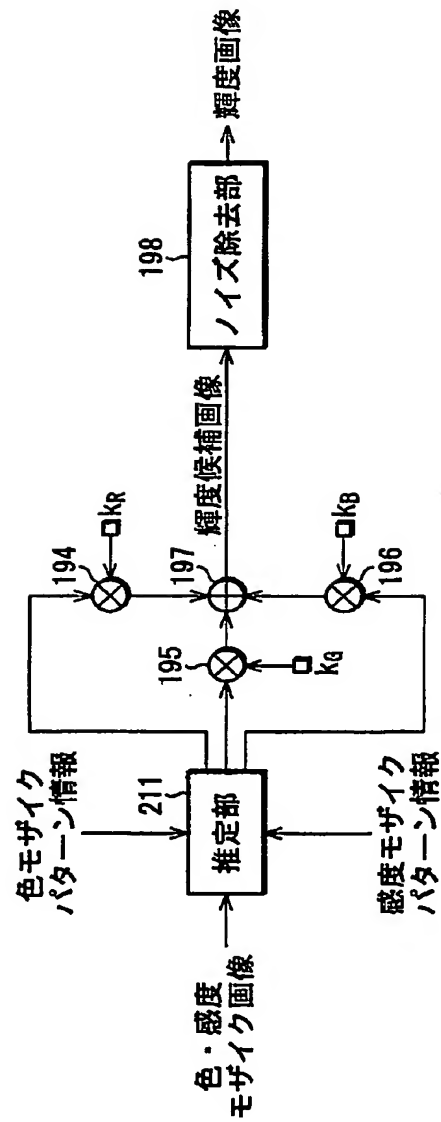 色・感度
モザイク画像
色モザイク
パターン情報
感度モザイク
パターン情報
211
推定部
194
kR
195
kG
196
kB
197
輝度候補画像
198
ノイズ除去部
輝度画像